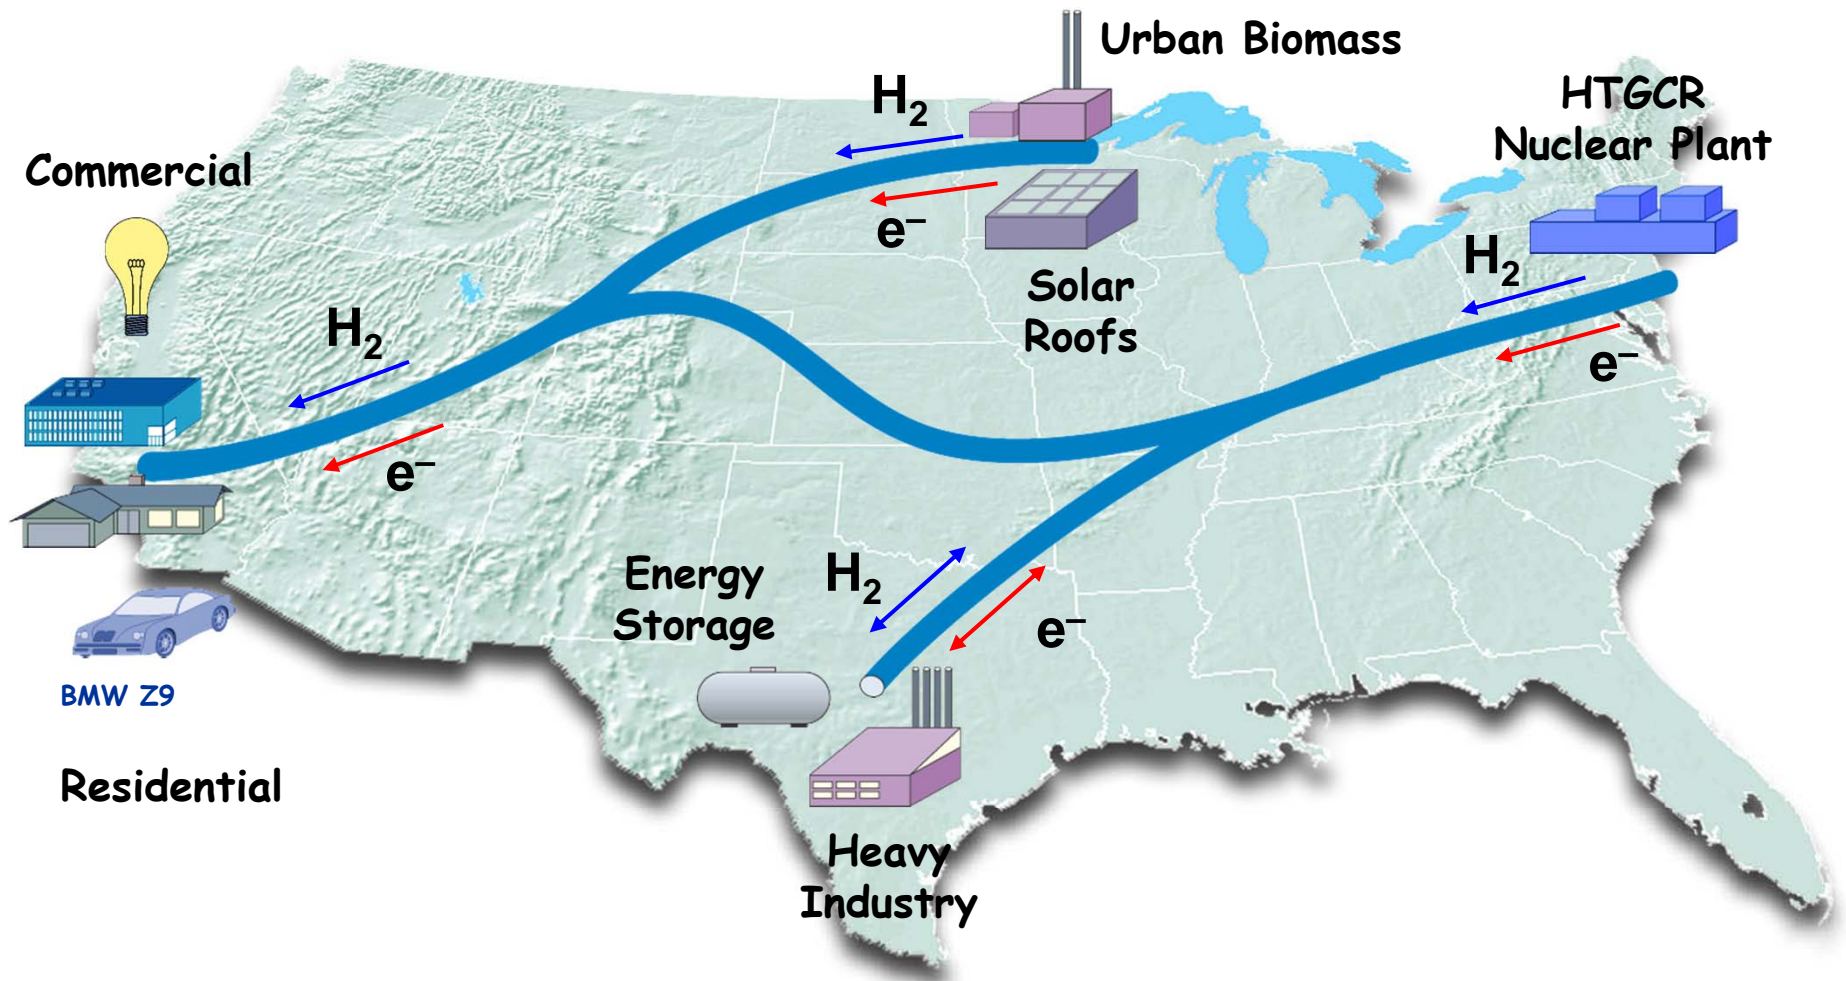 Urban Biomass
H₂
HTGCR
Nuclear Plant
Commercial
e⁻
H₂
Solar
Roofs
H₂
e⁻
e⁻
Energy
Storage
H₂
e⁻
BMW Z9
Residential
Heavy
Industry